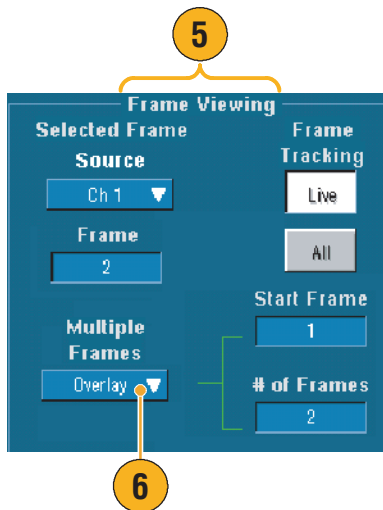 5
Frame Viewing
Selected Frame
Source
Ch 1
Frame
2
Multiple
Frames
Overlay
Frame
Tracking
Live
All
Start Frame
1
# of Frames
2
6